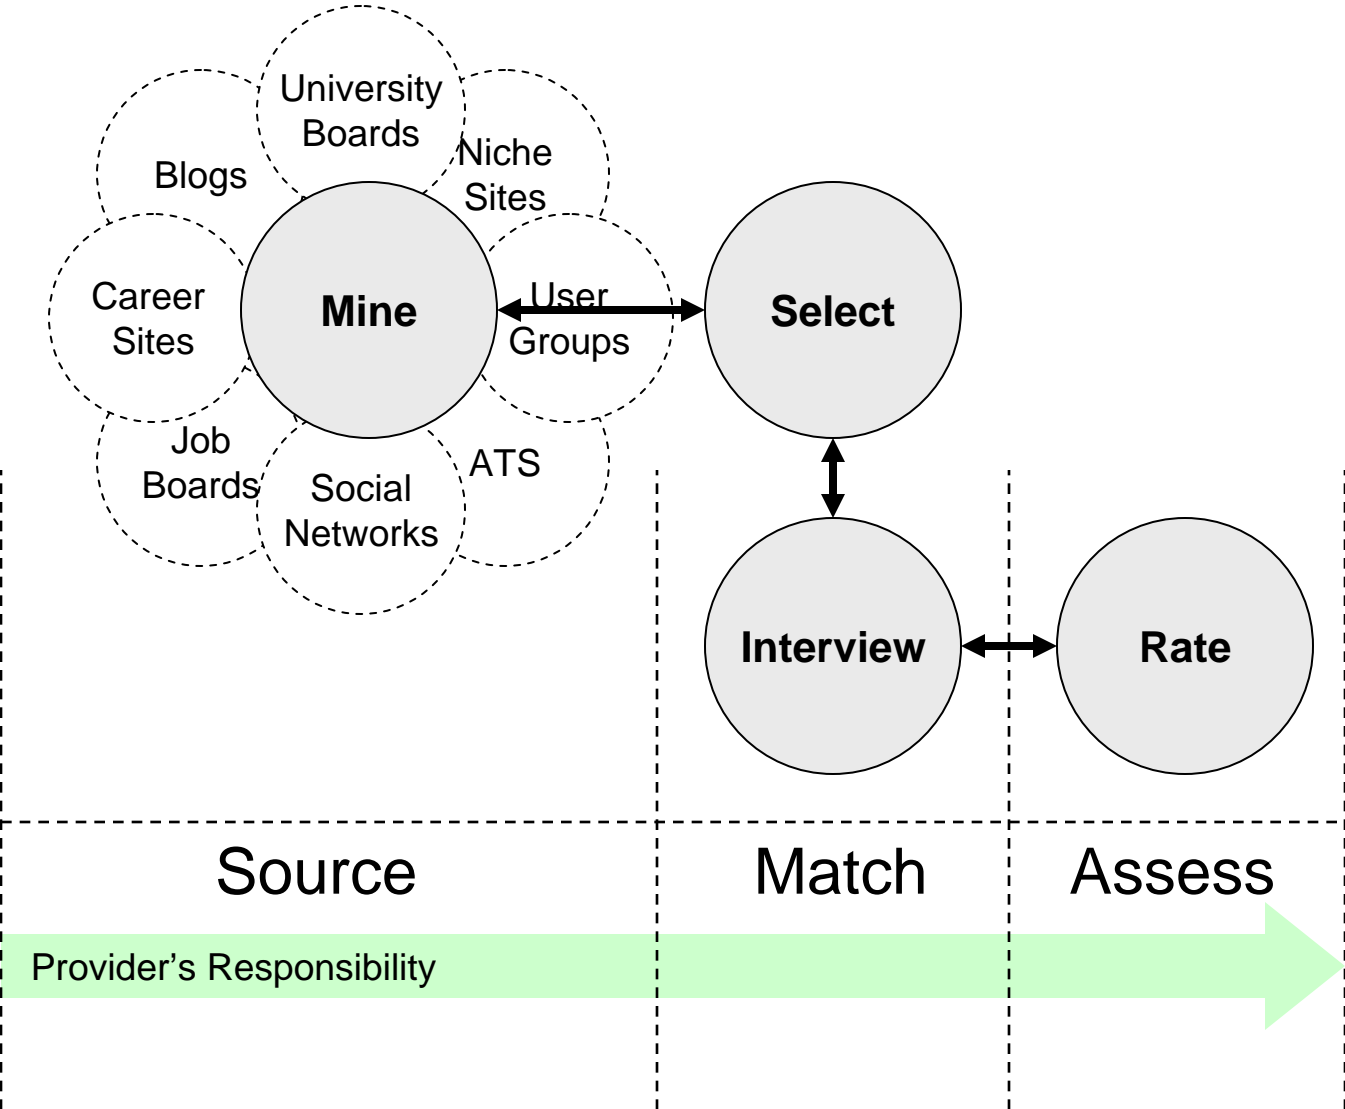 University
Boards
Niche
Sites
Blogs
Career
Sites
Mine
User
Groups
Select
Job
Boards
Social
Networks
ATS
Interview
Rate
Source
Match
Assess
Provider’s Responsibility